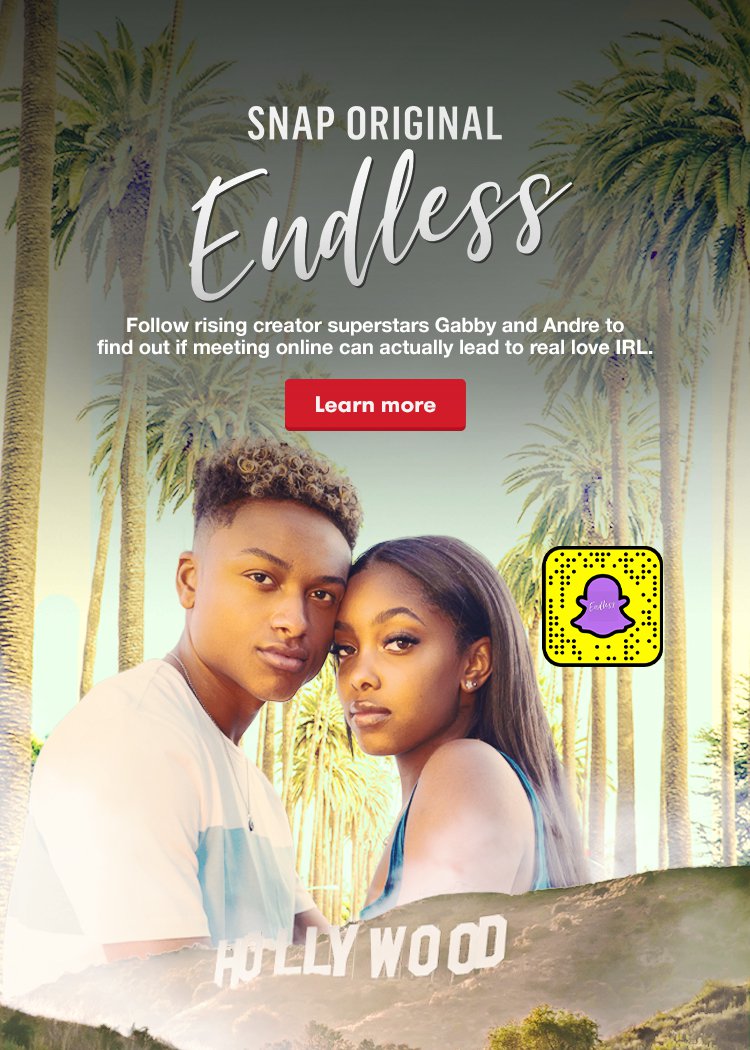 SNAP ORIGINAL
Endless
Follow rising creator superstars Gabby and Andre to
find out if meeting online can actually lead to real love IRL.
Learn more
Endless
HOLLYWOOD